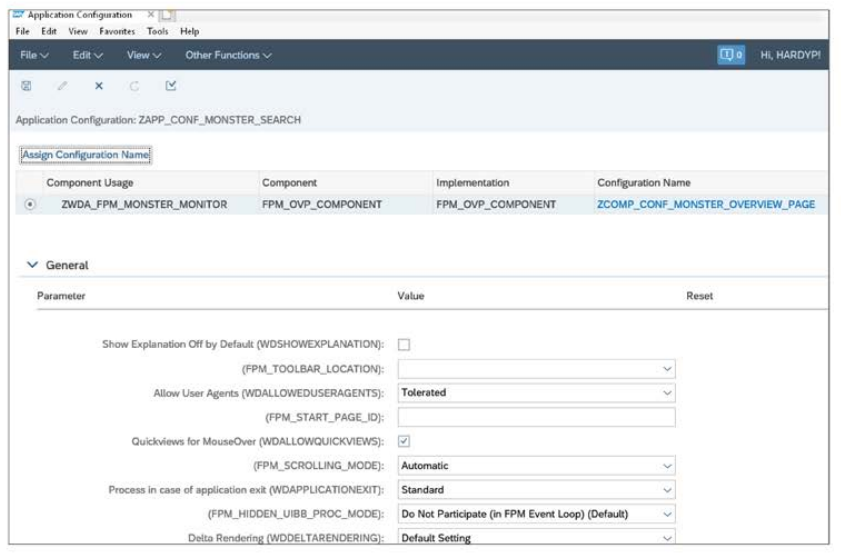 Application Configuration
File Edit View Favorites Tools Help
File Edit View Other Functions 0 Hi, HARDYP!
Application Configuration: ZAPP_CONF_MONSTER_SEARCH
Assign Configuration Name
Component Usage Component Implementation Configuration Name
ZWDA_FPM_MONSTER_MONITOR FPM_OVP_COMPONENT FPM_OVP_COMPONENT ZCOMP_CONF_MONSTER_OVERVIEW_PAGE
General
Parameter Value Reset
Show Explanation Off by Default (WDSHOWEXPLANATION):
(FPM_TOOLBAR_LOCATION):
Allow User Agents (WDALLOWEDUSERAGENTS): Tolerated
(FPM_START_PAGE_ID):
Quickviews for MouseOver (WDALLOWQUICKVIEWS):
(FPM_SCROLLING_MODE): Automatic
Process in case of application exit (WDAPPLICATIONEXIT): Standard
(FPM_HIDDEN_UIBB_PROC_MODE): Do Not Participate (in FPM Event Loop) (Default)
Delta Rendering (WDDELTARENDERING): Default Setting